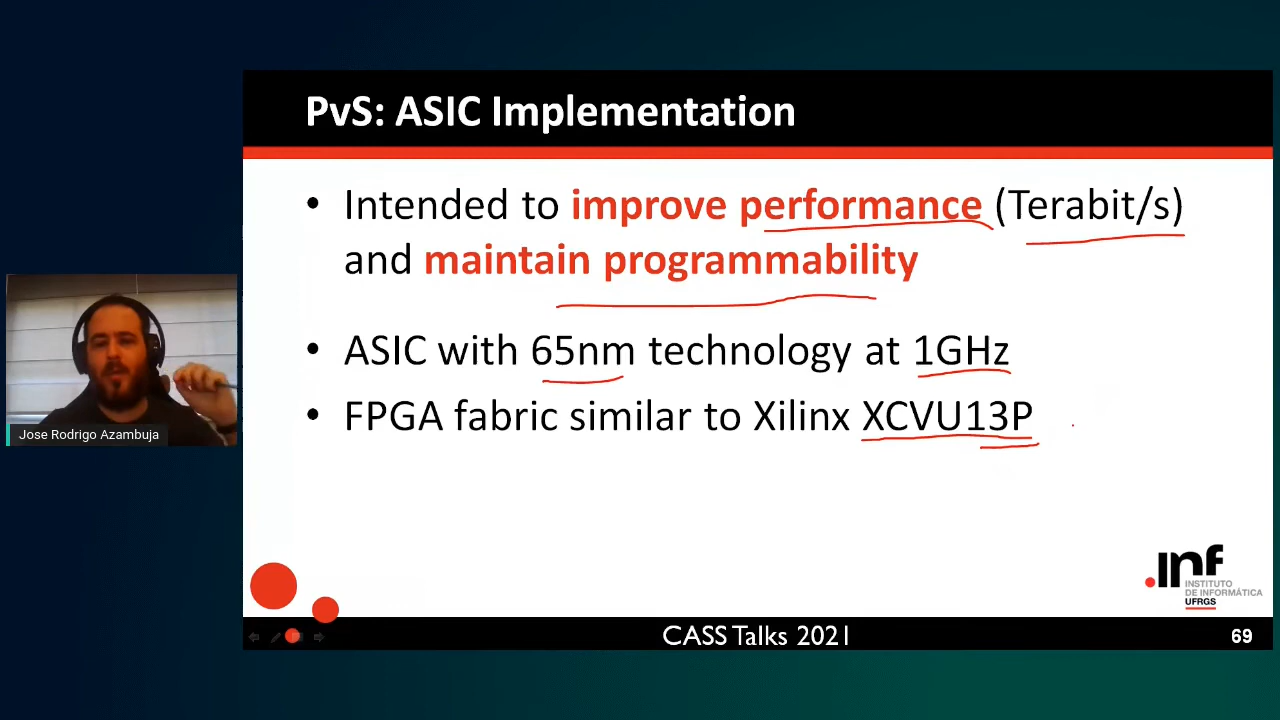 PvS: ASIC Implementation
• Intended to improve performance (Terabit/s)
and maintain programmability
• ASIC with 65nm technology at 1GHz
• FPGA fabric similar to Xilinx XCVU13P
Jose Rodrigo Azambuja
.inf
INSTITUTO
DE INFORMÁTICA
UFRGS
CASS Talks 2021
69